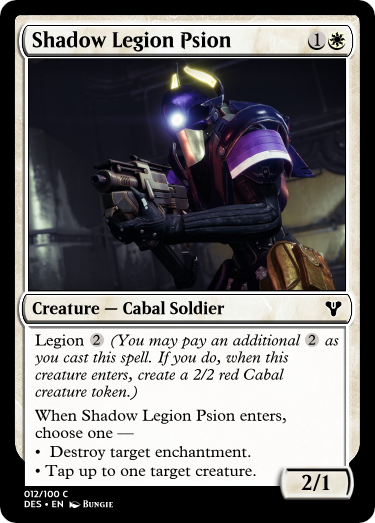 Shadow Legion Psion 1
Creature — Cabal Soldier
Legion 2 (You may pay an additional 2 as
you cast this spell. If you do, when this
creature enters, create a 2/2 red Cabal
creature token.)
When Shadow Legion Psion enters,
choose one —
• Destroy target enchantment.
• Tap up to one target creature.
2/1
012/100 C
DES • EN Bungie